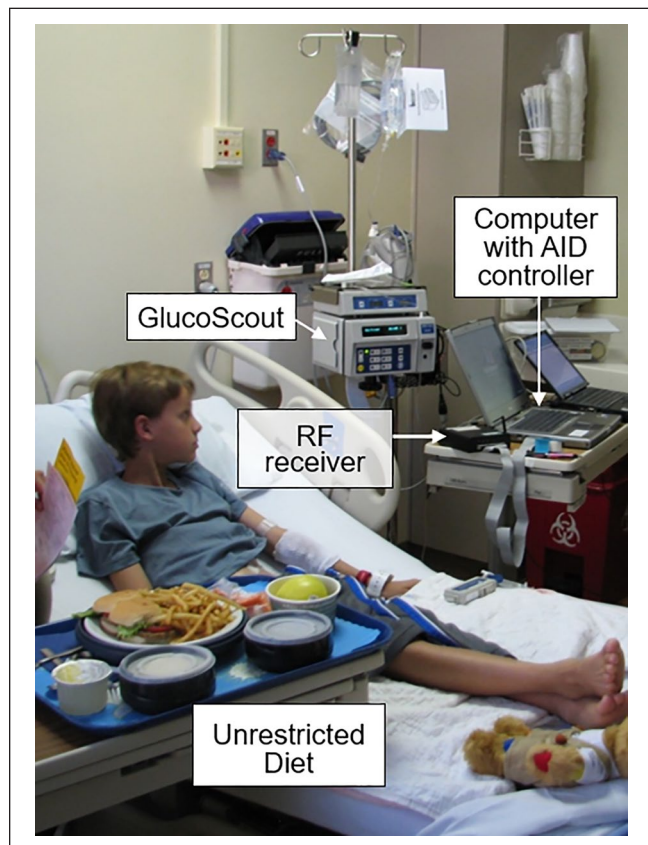 Computer
with AID
controller
GlucoScout
RF
receiver
Unrestricted
Diet